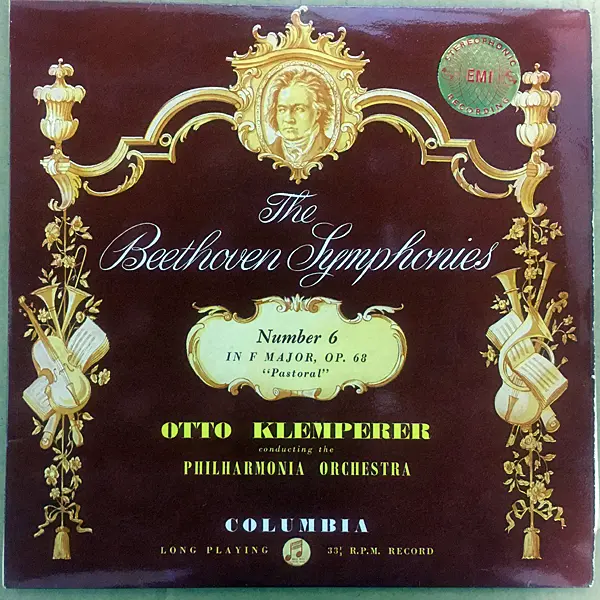 STEREOPHONIC
EMI
RECORDING
The
Beethoven Symphonies
Number 6
IN F MAJOR, OP. 68
"Pastoral"
OTTO KLEMPERER
conducting the
PHILHARMONIA ORCHESTRA
COLUMBIA
LONG PLAYING 33⅓ R.P.M. RECORD